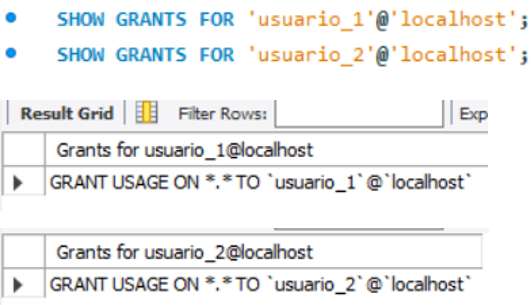 SHOW GRANTS FOR 'usuario_1'@'localhost';
SHOW GRANTS FOR 'usuario_2'@'localhost';
Result Grid Filter Rows: Exp
Grants for usuario_1@localhost
GRANT USAGE ON *.* TO `usuario_1`@`localhost`
Grants for usuario_2@localhost
GRANT USAGE ON *.* TO `usuario_2`@`localhost`